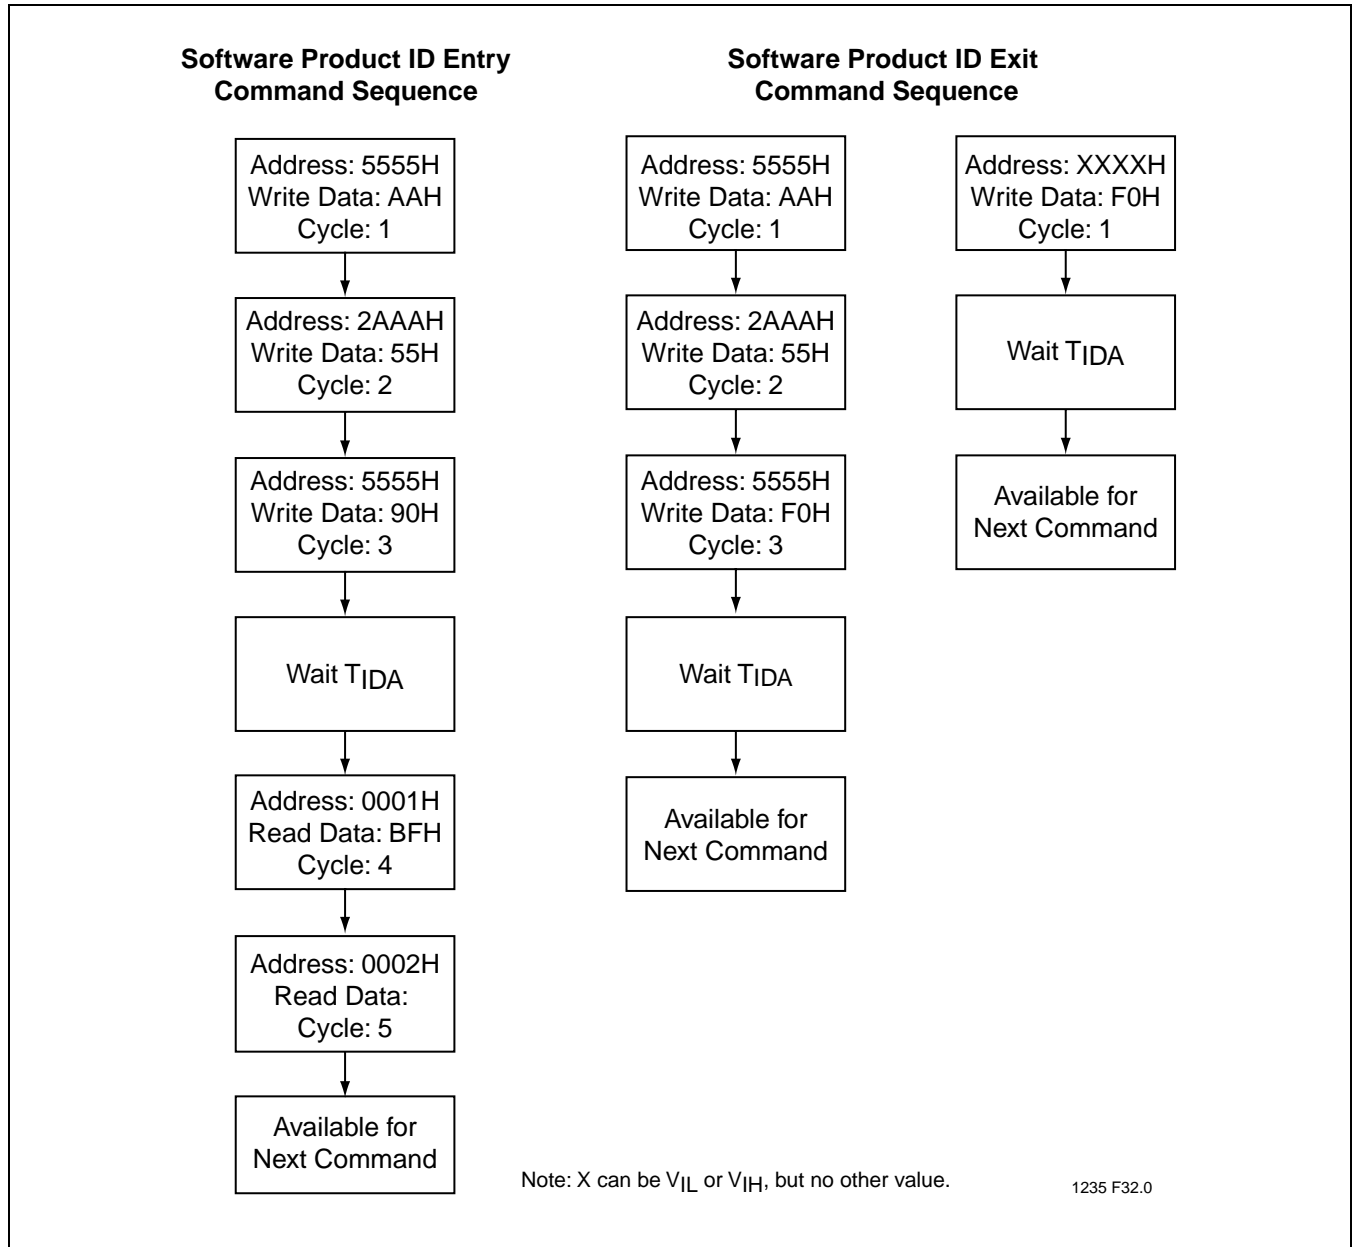 Software Product ID Entry
Command Sequence
Address: 5555H
Write Data: AAH
Cycle: 1
Address: 2AAAH
Write Data: 55H
Cycle: 2
Address: 5555H
Write Data: 90H
Cycle: 3
Wait TIDA
Address: 0001H
Read Data: BFH
Cycle: 4
Address: 0002H
Read Data:
Cycle: 5
Available for
Next Command
Software Product ID Exit
Command Sequence
Address: 5555H
Write Data: AAH
Cycle: 1
Address: 2AAAH
Write Data: 55H
Cycle: 2
Address: 5555H
Write Data: F0H
Cycle: 3
Wait TIDA
Available for
Next Command
Address: XXXXH
Write Data: F0H
Cycle: 1
Wait TIDA
Available for
Next Command
Note: X can be VIL or VIH, but no other value.
1235 F32.0